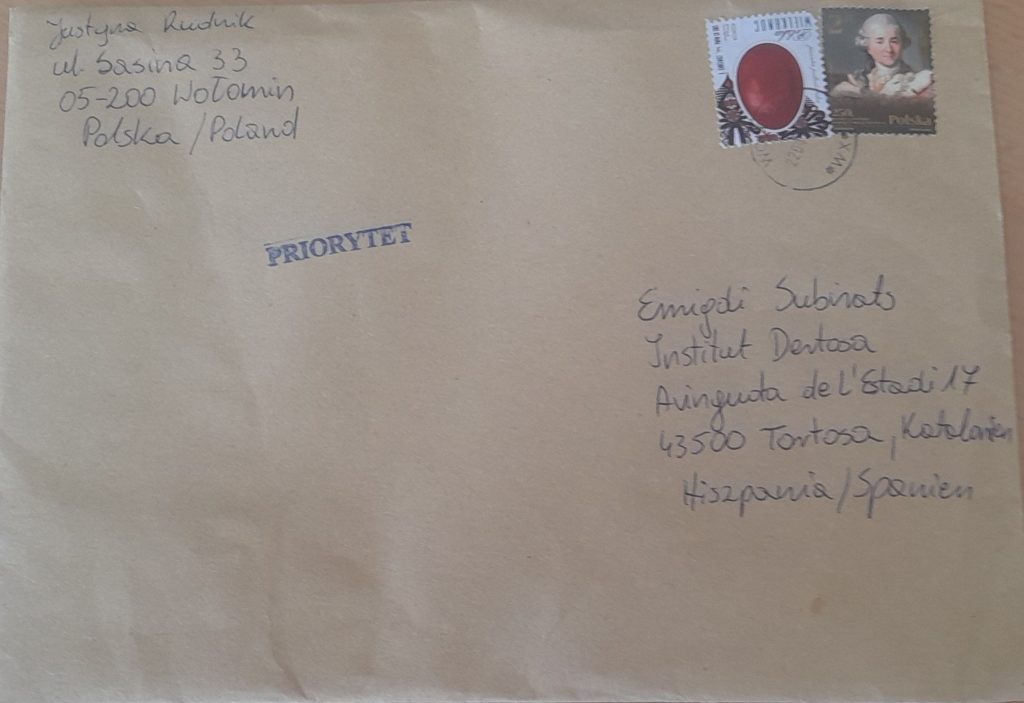 Justyna Rudnik
ul. Sasina 33
05-200 Wołomin
Polska / Poland
WIELKANOC
Polska
PRIORYTET
Emigdi Subirats
Institut Dertosa
Avinguda de l'Estadi 17
43500 Tortosa, Katalonien
Hiszpania / Spanien